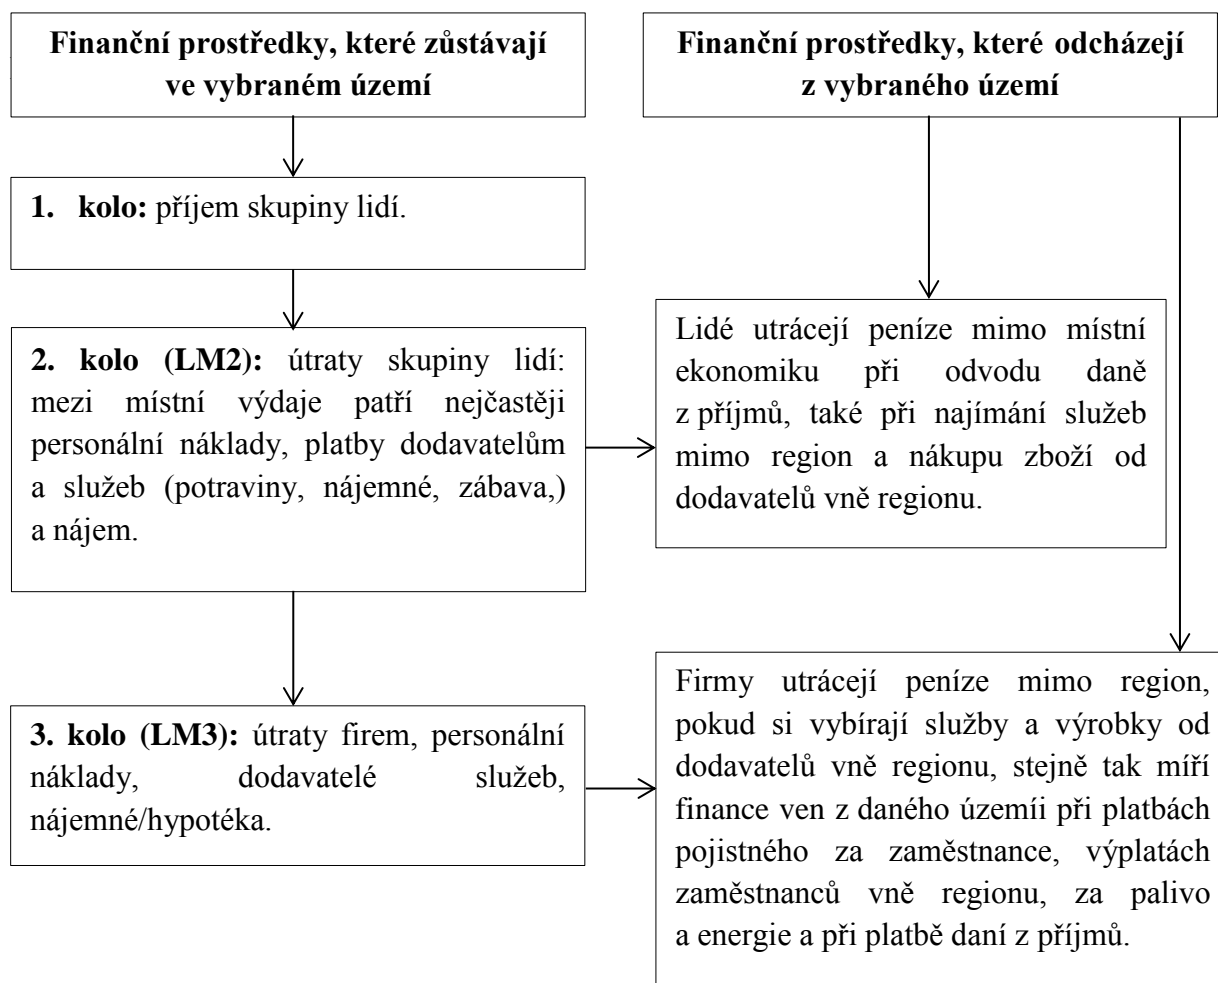 Finanční prostředky, které zůstávají
ve vybraném území
Finanční prostředky, které odcházejí
z vybraného území
1. kolo: příjem skupiny lidí.
2. kolo (LM2): útraty skupiny lidí:
mezi místní výdaje patří nejčastěji
personální náklady, platby dodavatelům
a služeb (potraviny, nájemné, zábava,)
a nájem.
Lidé utrácejí peníze mimo místní
ekonomiku při odvodu daně
z příjmů, také při najímání služeb
mimo region a nákupu zboží od
dodavatelů vně regionu.
3. kolo (LM3): útraty firem, personální
náklady, dodavatelé služeb,
nájemné/hypotéka.
Firmy utrácejí peníze mimo region,
pokud si vybírají služby a výrobky od
dodavatelů vně regionu, stejně tak míří
finance ven z daného územíi při platbách
pojistného za zaměstnance, výplatách
zaměstnanců vně regionu, za palivo
a energie a při platbě daní z příjmů.